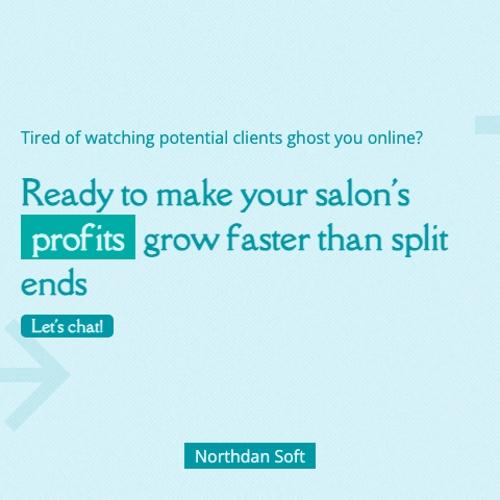 Tired of watching potential clients ghost you online?
Ready to make your salon's
profits grow faster than split
ends
Let's chat!
Northdan Soft